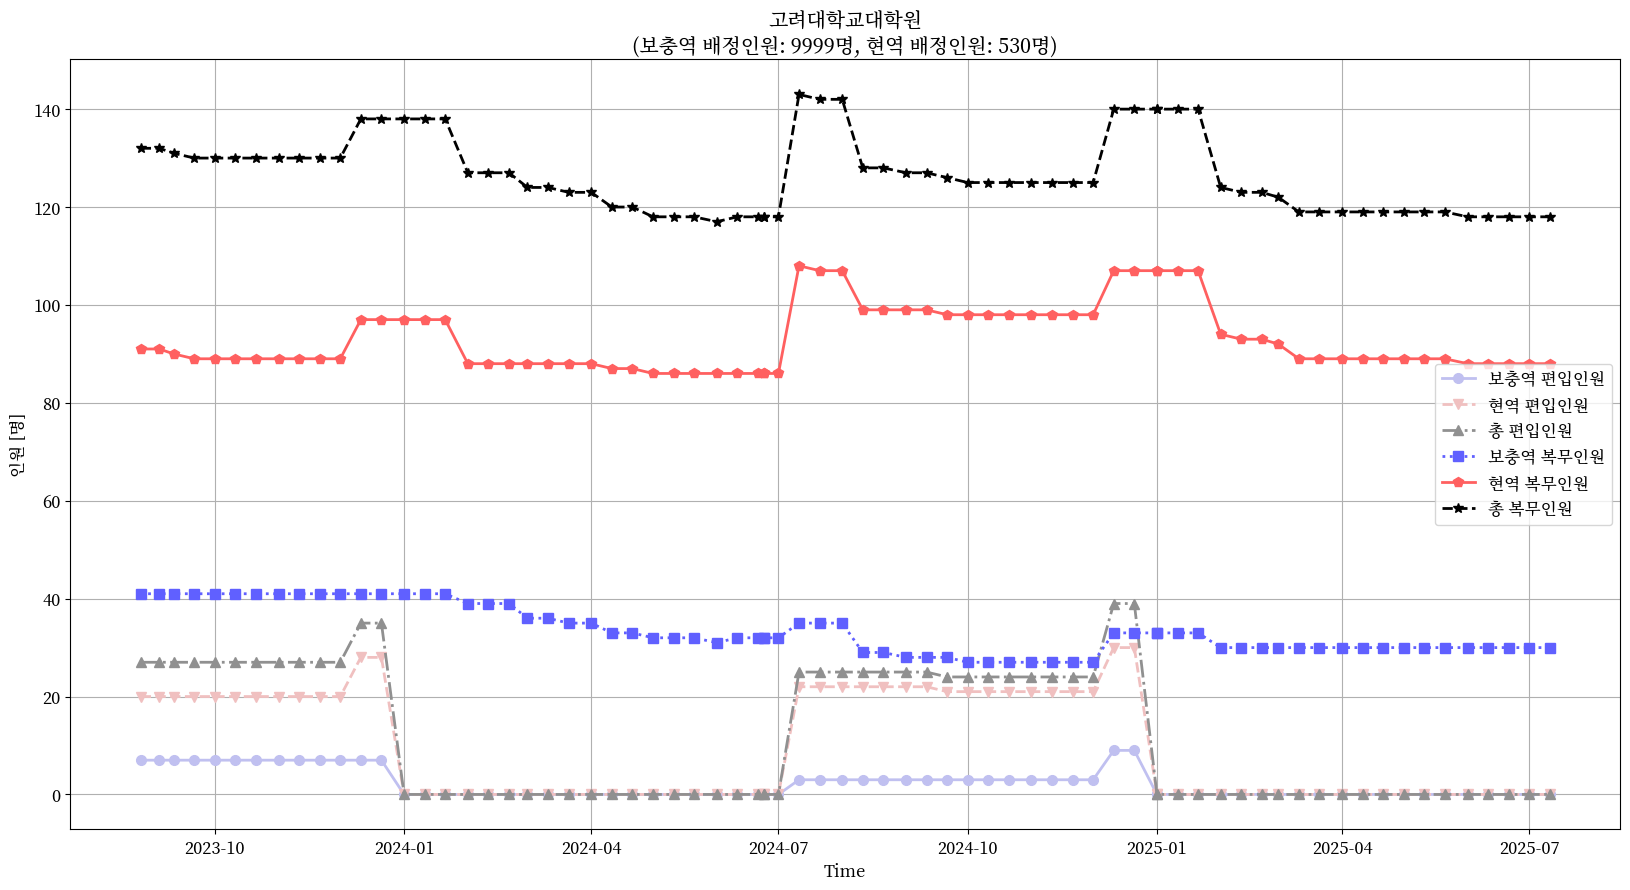 고려대학교대학원
(보충역 배정인원: 9999명, 현역 배정인원: 530명)
인원 [명]
140
120
100
80
60
40
20
0
보충역 편입인원
현역 편입인원
총 편입인원
보충역 복무인원
현역 복무인원
총 복무인원
2023-10
2024-01
2024-04
2024-07
2024-10
2025-01
2025-04
2025-07
Time